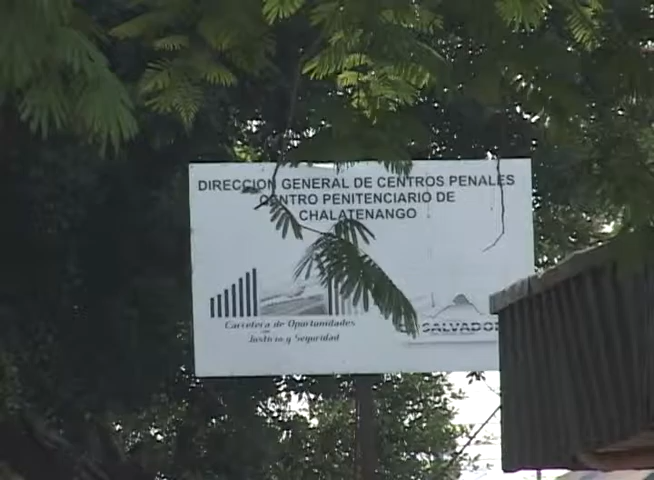 DIRECCION GENERAL DE CENTROS PENALES
CENTRO PENITENCIARIO DE
CHALATENANGO
Carretera de Oportunidades
Justicia y Seguridad
SALVADOR